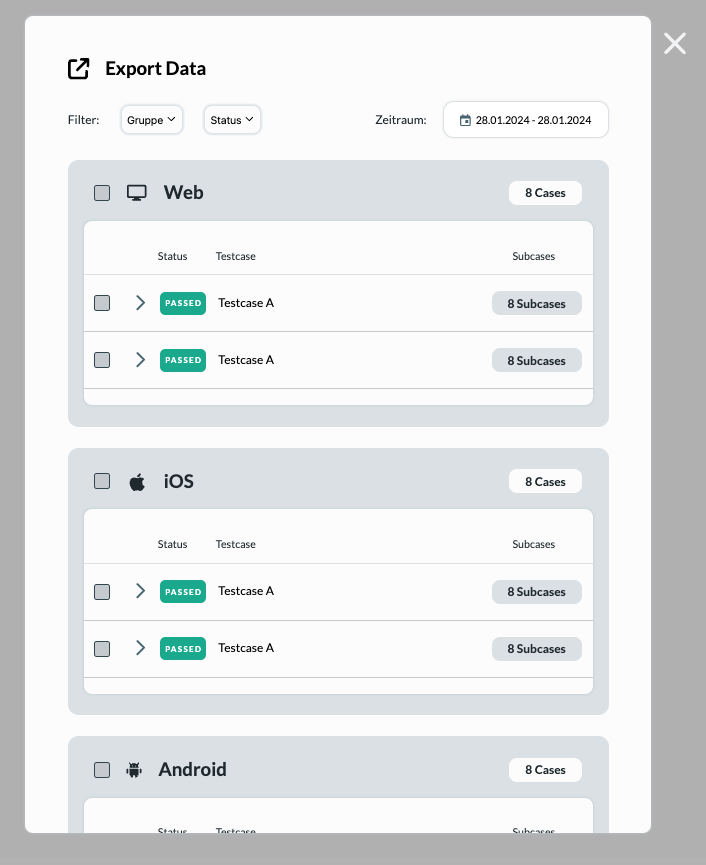 Export Data
Filter: Gruppe Status Zeitraum: 28.01.2024 - 28.01.2024
Web 8 Cases
Status Testcase Subcases
PASSED Testcase A 8 Subcases
PASSED Testcase A 8 Subcases
iOS 8 Cases
Status Testcase Subcases
PASSED Testcase A 8 Subcases
PASSED Testcase A 8 Subcases
Android 8 Cases
Status Testcase Subcases